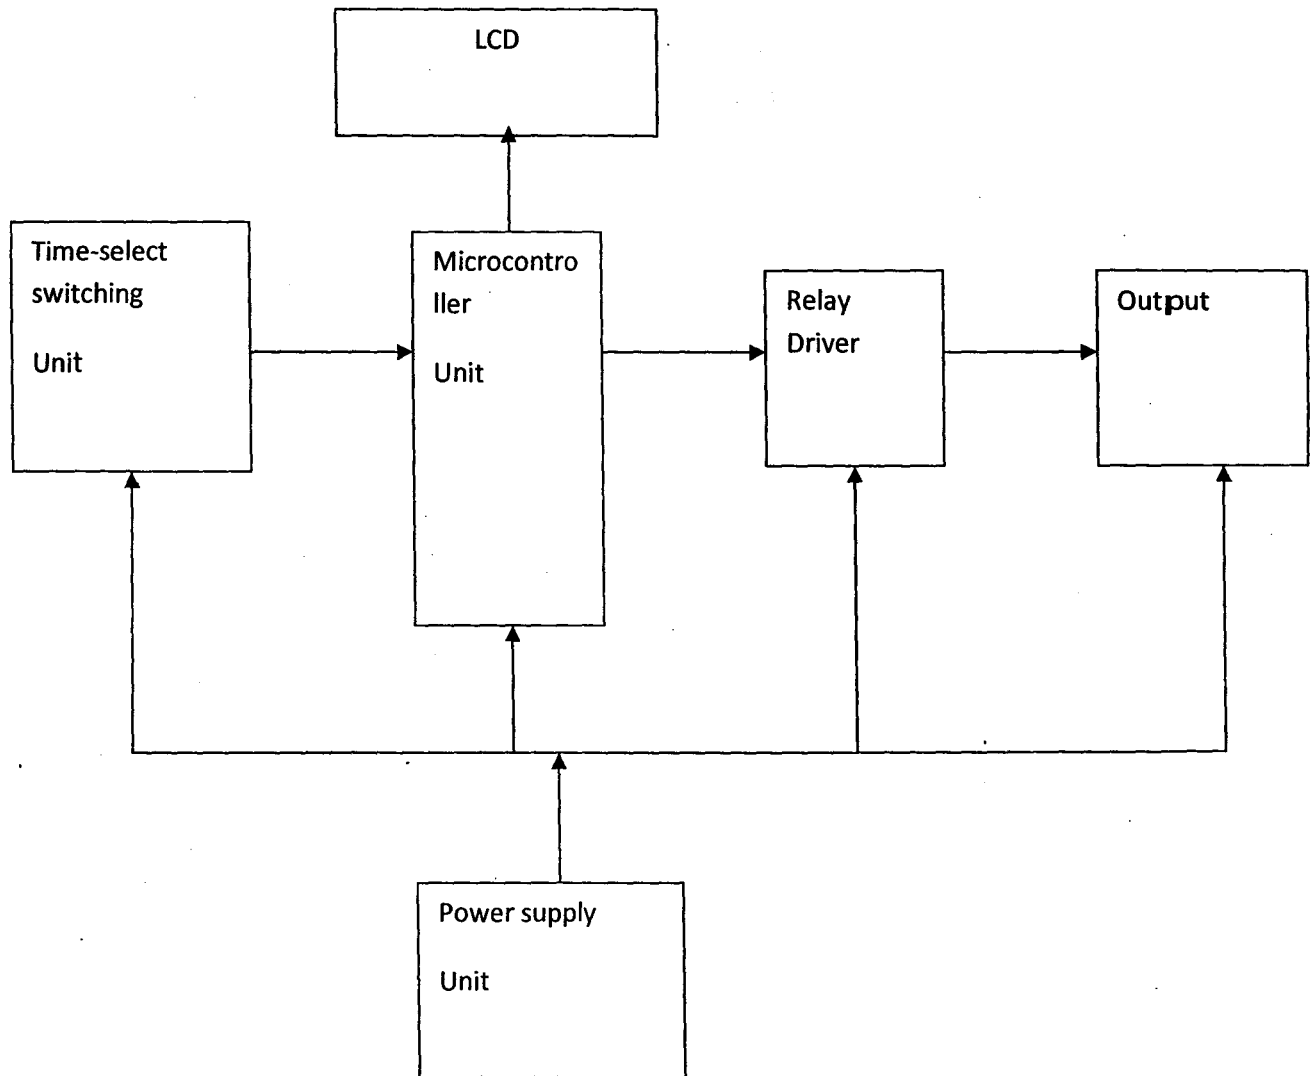 LCD
Time-select
switching
Unit
Microcontro
ller
Unit
Relay
Driver
Output
Power supply
Unit